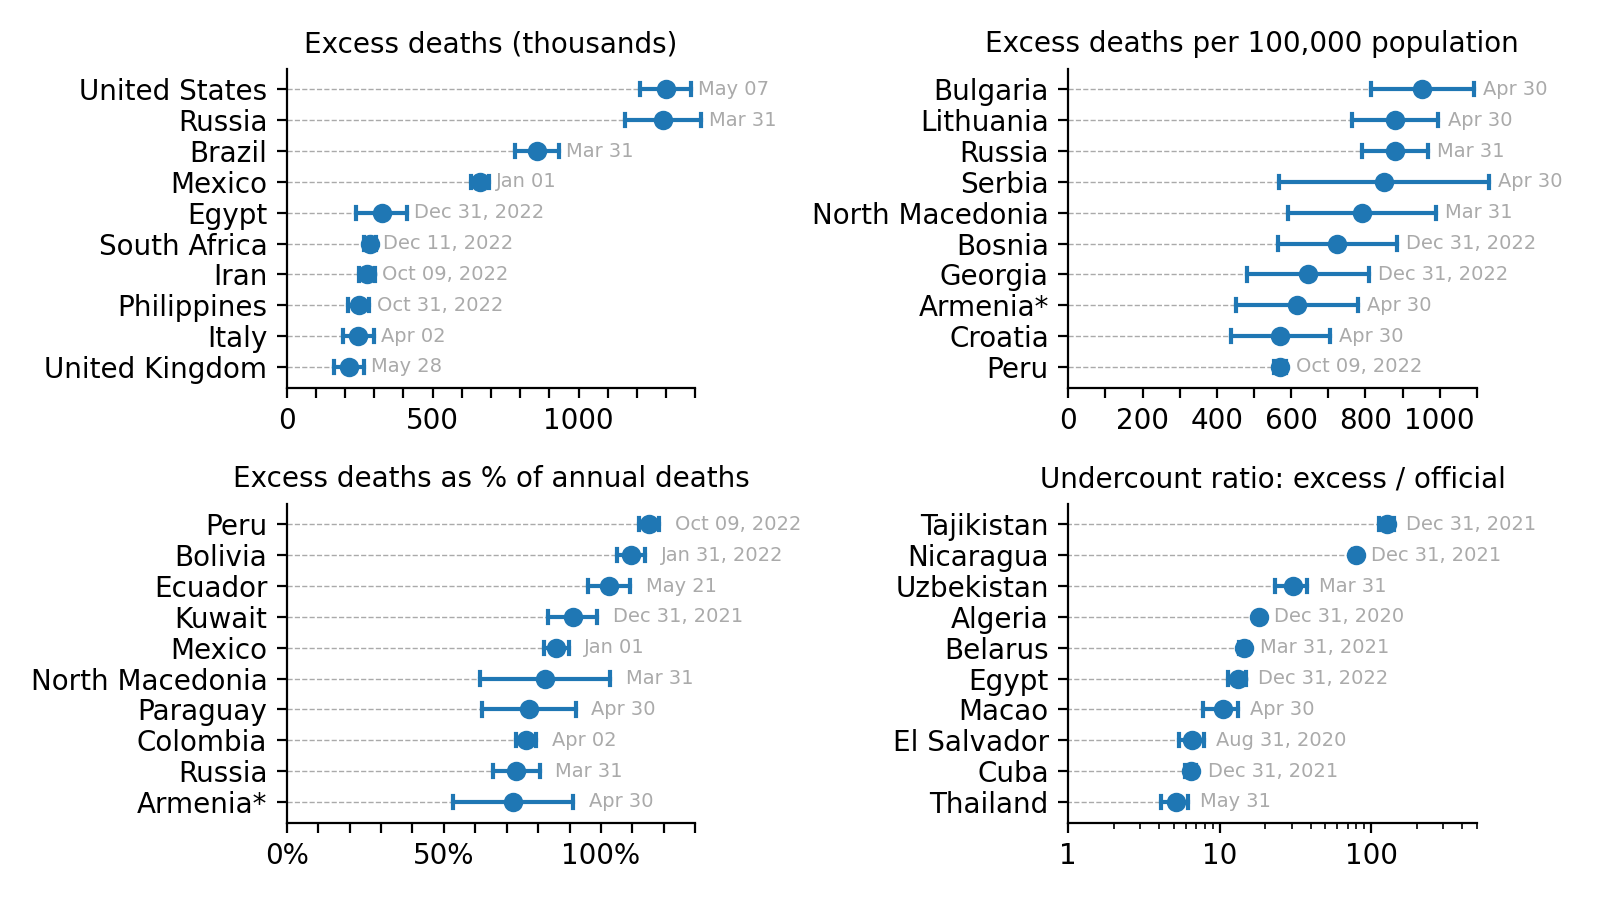 Excess deaths (thousands)
United States May 07
Russia Mar 31
Brazil Mar 31
Mexico Jan 01
Egypt Dec 31, 2022
South Africa Dec 11, 2022
Iran Oct 09, 2022
Philippines Oct 31, 2022
Italy Apr 02
United Kingdom May 28
0 500 1000
Excess deaths per 100,000 population
Bulgaria Apr 30
Lithuania Apr 30
Russia Mar 31
Serbia Apr 30
North Macedonia Mar 31
Bosnia Dec 31, 2022
Georgia Dec 31, 2022
Armenia* Apr 30
Croatia Apr 30
Peru Oct 09, 2022
0 200 400 600 800 1000
Excess deaths as % of annual deaths
Peru Oct 09, 2022
Bolivia Jan 31, 2022
Ecuador May 21
Kuwait Dec 31, 2021
Mexico Jan 01
North Macedonia Mar 31
Paraguay Apr 30
Colombia Apr 02
Russia Mar 31
Armenia* Apr 30
0% 50% 100%
Undercount ratio: excess / official
Tajikistan Dec 31, 2021
Nicaragua Dec 31, 2021
Uzbekistan Mar 31
Algeria Dec 31, 2020
Belarus Mar 31, 2021
Egypt Dec 31, 2022
Macao Apr 30
El Salvador Aug 31, 2020
Cuba Dec 31, 2021
Thailand May 31
1 10 100